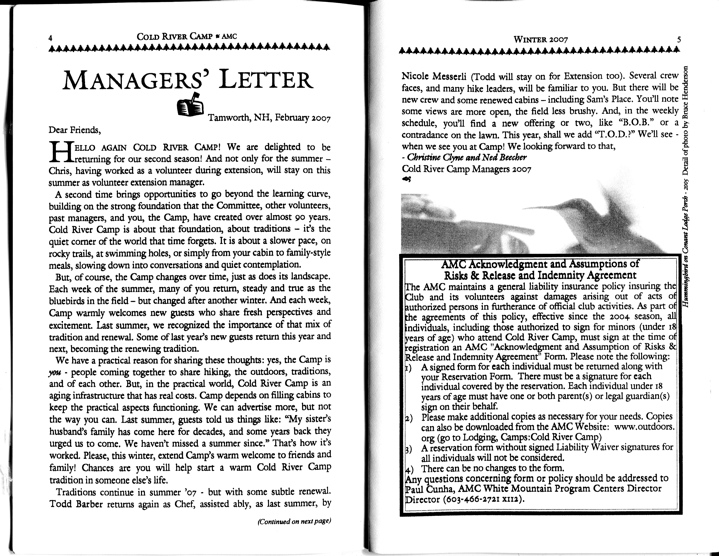 4
COLD RIVER CAMP AMC
MANAGERS' LETTER
Tamworth, NH, February 2007
Dear Friends,
HELLO AGAIN COLD RIVER CAMP! We are delighted to
be returning for our second season! And not only for the summer –
Chris, having worked as a volunteer during extension, will stay on this
summer as volunteer extension manager.
A second time brings opportunities to go beyond the learning curve,
building on the strong foundation that the Committee, other volunteers,
past managers, and you, the Camp, have created over almost 90 years.
Cold River Camp is about that foundation, about traditions – it's the
quiet corner of the world that time forgets. It is about a slower pace, on
rocky trails, at swimming holes, or simply from your cabin to family-style
meals, slowing down into conversations and quiet contemplation.
But, of course, the Camp changes over time, just as does its landscape.
Each week of the summer, many of you return, steady and true as the
bluebirds in the field – but changed after another winter. And each week,
Camp warmly welcomes new guests who share fresh perspectives and
excitement. Last summer, we recognized the importance of that mix of
tradition and renewal. Some of last year's new guests return this year and
next, becoming the renewing tradition.
We have a practical reason for sharing these thoughts: yes, the Camp is
you - people coming together to share hiking, the outdoors, traditions,
and of each other. But, in the practical world, Cold River Camp is an
aging infrastructure that has real costs. Camp depends on filling cabins to
keep the practical aspects functioning. We can advertise more, but not
the way you can. Last summer, guests told us things like: "My sister's
husband's family has come here for decades, and some years back they
urged us to come. We haven't missed a summer since." That's how it's
worked. Please, this winter, extend Camp's warm welcome to friends and
family! Chances are you will help start a warm Cold River Camp
tradition in someone else's life.
Traditions continue in summer '07 - but with some subtle renewal.
Todd Barber returns again as Chef, assisted ably, as last summer, by
(Continued on next page)
WINTER 2007
5
Nicole Messerli (Todd will stay on for Extension too). Several crew
faces, and many hike leaders, will be familiar to you. But there will be
new crew and some renewed cabins – including Sam's Place. You'll note
some views are more open, the field less brushy. And, in the weekly
schedule, you'll find a new offering or two, like "B.O.B." or a
contradance on the lawn. This year, shall we add "T.O.D.?" We'll see -
when we see you at Camp! We looking forward to that,
- Christine Clyne and Ned Beecher
Cold River Camp Managers 2007
Hummingbird on Conant Lodge Porch - 2005 Detail of photo by Bruce Henderson
AMC Acknowledgment and Assumptions of
Risks & Release and Indemnity Agreement
The AMC maintains a general liability insurance policy insuring the
Club and its volunteers against damages arising out of acts of
authorized persons in furtherance of official club activities. As part of
the agreements of this policy, effective since the 2004 season, all
individuals, including those authorized to sign for minors (under 18
years of age) who attend Cold River Camp, must sign at the time of
registration an AMC "Acknowledgment and Assumption of Risks &
Release and Indemnity Agreement" Form. Please note the following:
1) A signed form for each individual must be returned along with
your Reservation Form. There must be a signature for each
individual covered by the reservation. Each individual under 18
years of age must have one or both parent(s) or legal guardian(s)
sign on their behalf.
2) Please make additional copies as necessary for your needs. Copies
can also be downloaded from the AMC Website: www.outdoors.
org (go to Lodging, Camps:Cold River Camp)
3) A reservation form without signed Liability Waiver signatures for
all individuals will not be considered.
4) There can be no changes to the form.
Any questions concerning form or policy should be addressed to
Paul Cunha, AMC White Mountain Program Centers Director
Director (603-466-2721 X112).